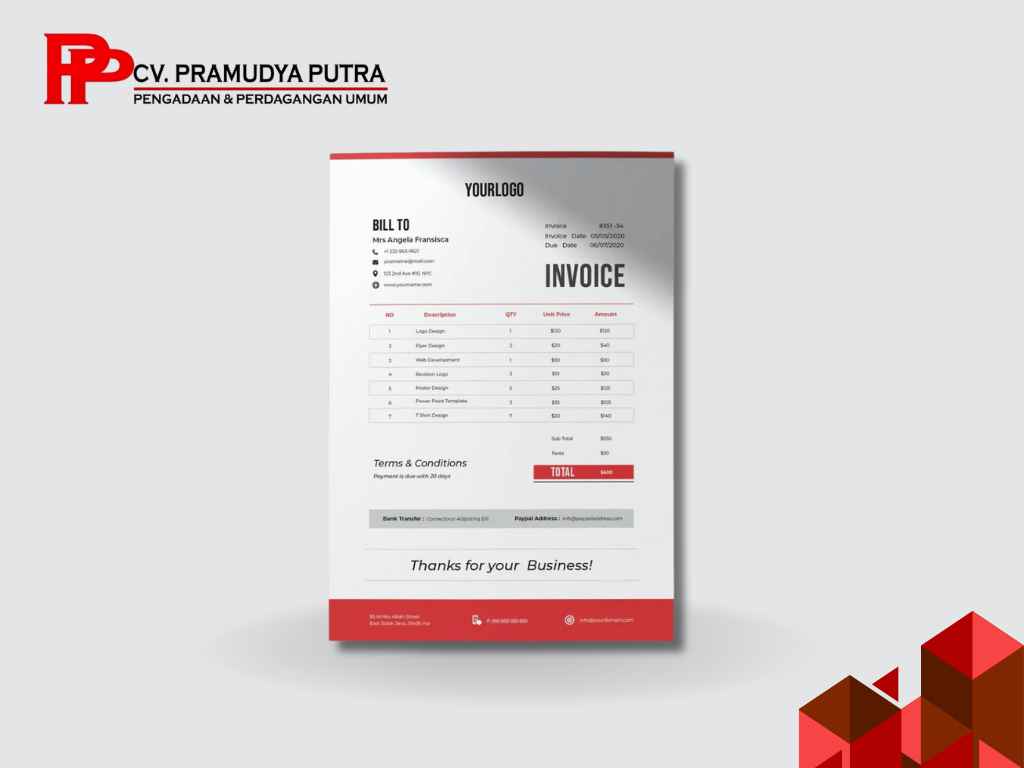 PP
CV. PRAMUDYA PUTRA
PENGADAAN & PERDAGANGAN UMUM
YOURLOGO
BILL TO
Mrs Angela Fransisca
+1 232-963-9621
yourname@mail.com
123 2nd Ave #10, NYC
www.yourname.com
Invoice #351 -34
Invoice Date 05/05/2020
Due Date 06/07/2020
INVOICE
NO Description QTY Unit Price Amount
1 Logo Design 1 $120 $120
2 Flyer Design 2 $20 $40
3 Web Development 1 $90 $90
4 Revision Logo 3 $10 $30
5 Poster Design 5 $25 $125
6 Power Point Template 3 $35 $105
7 T Shirt Design 7 $20 $140
Sub Total
Taxes
TOTAL
Terms & Conditions
Payment is due with 20 days
Bank Transfer : Consectetur Adipiscing Elit
Paypal Address : info@paypaladdress.com
Thanks for your Business!
P: 000 000 000 000
info@yourdomain.com